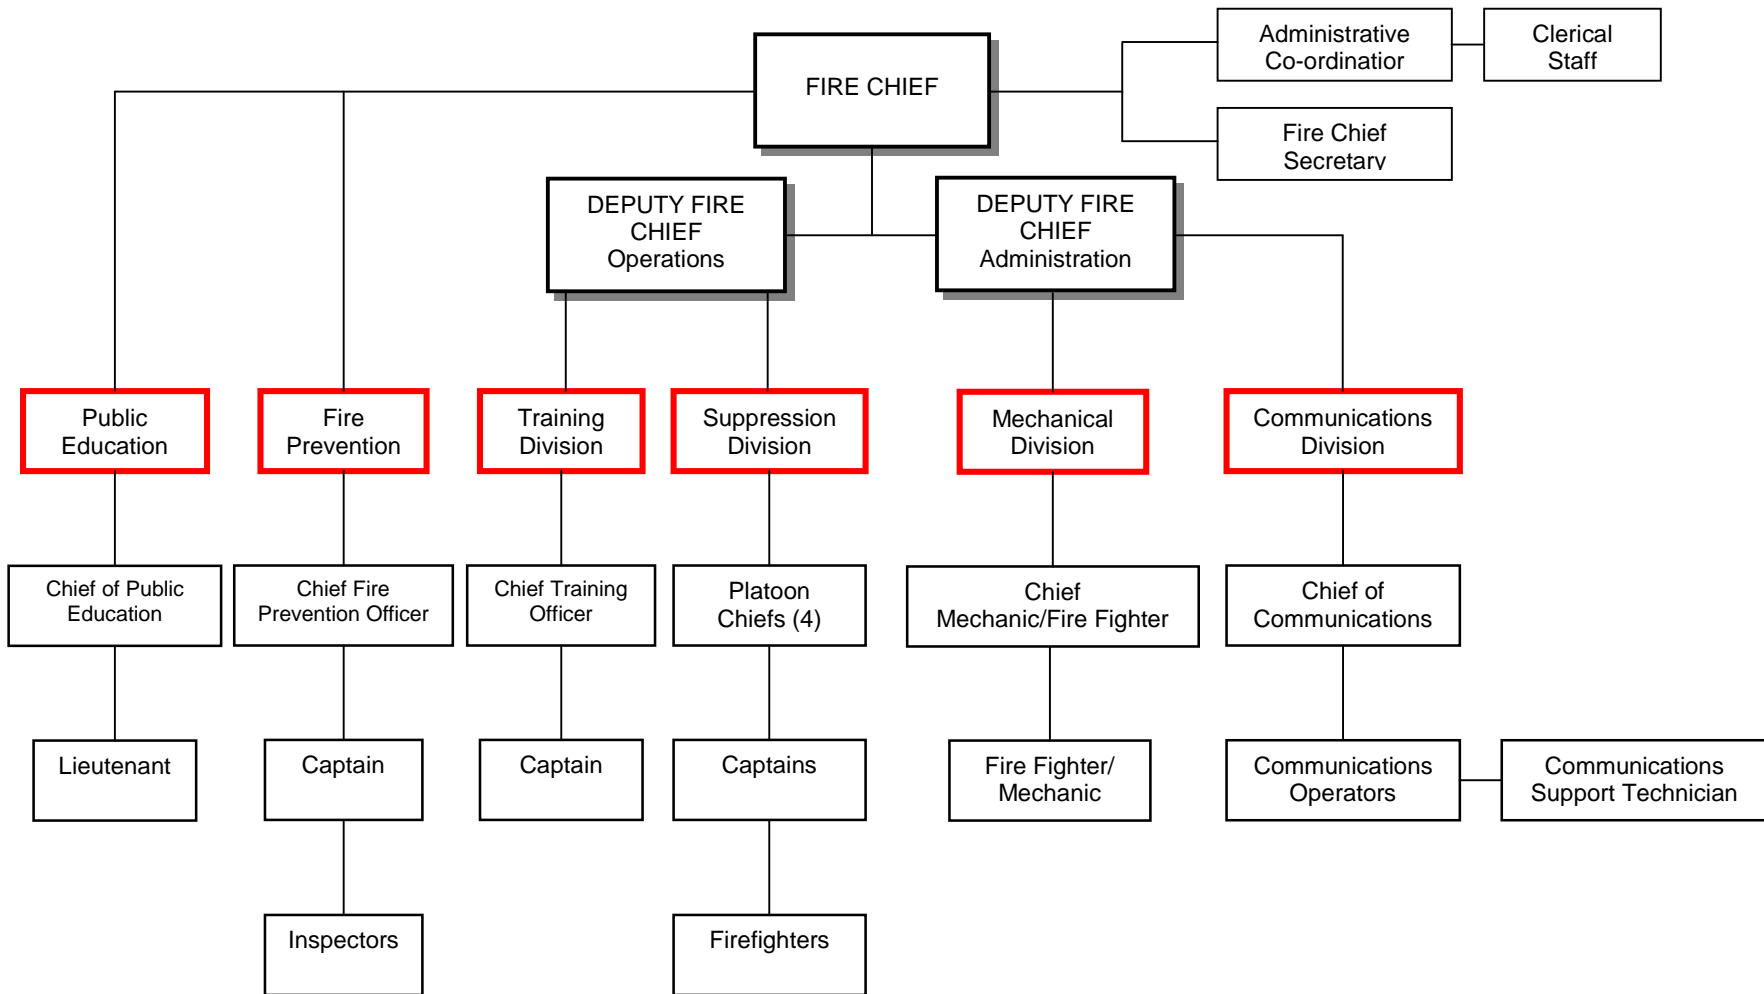 Administrative
Co-ordinatior
Clerical
Staff
FIRE CHIEF
Fire Chief
Secretary
DEPUTY FIRE
CHIEF
Operations
DEPUTY FIRE
CHIEF
Administration
Public
Education
Fire
Prevention
Training
Division
Suppression
Division
Mechanical
Division
Communications
Division
Chief of Public
Education
Chief Fire
Prevention Officer
Chief Training
Officer
Platoon
Chiefs (4)
Chief
Mechanic/Fire Fighter
Chief of
Communications
Lieutenant
Captain
Captain
Captains
Fire Fighter/
Mechanic
Communications
Operators
Communications
Support Technician
Inspectors
Firefighters